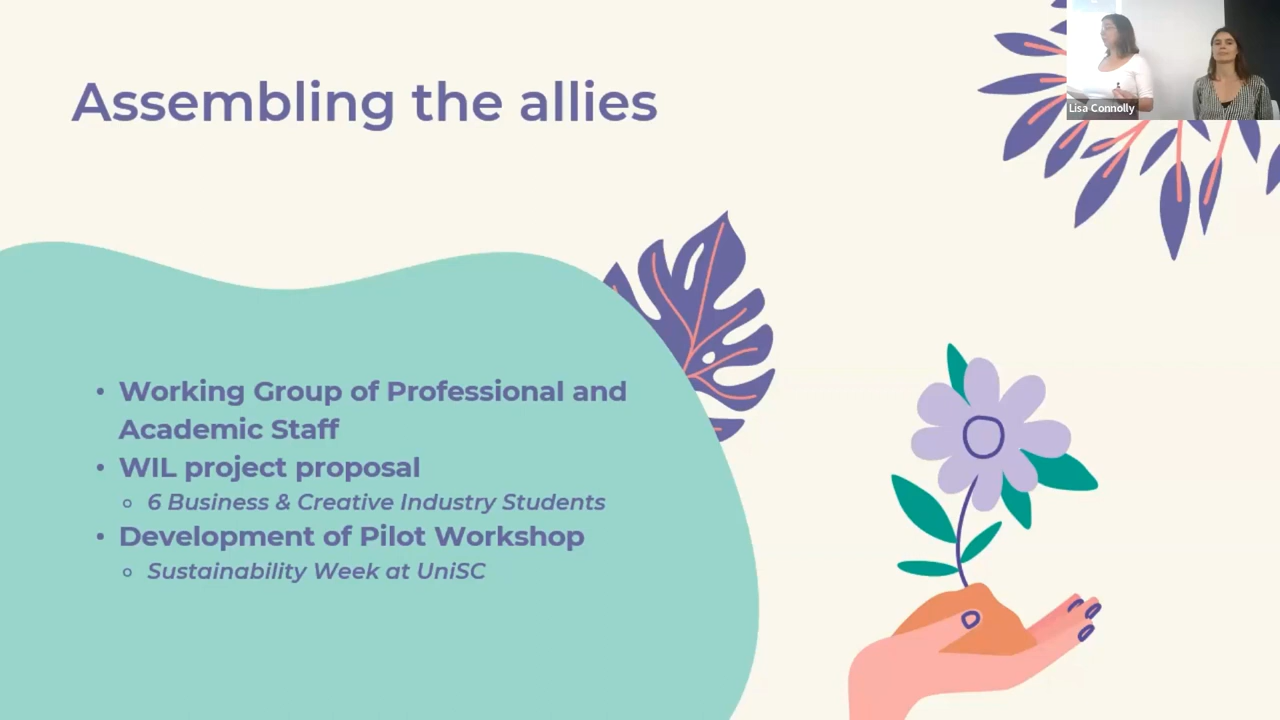 Assembling the allies
Lisa Connolly
• Working Group of Professional and
Academic Staff
• WIL project proposal
○ 6 Business & Creative Industry Students
• Development of Pilot Workshop
○ Sustainability Week at UniSC